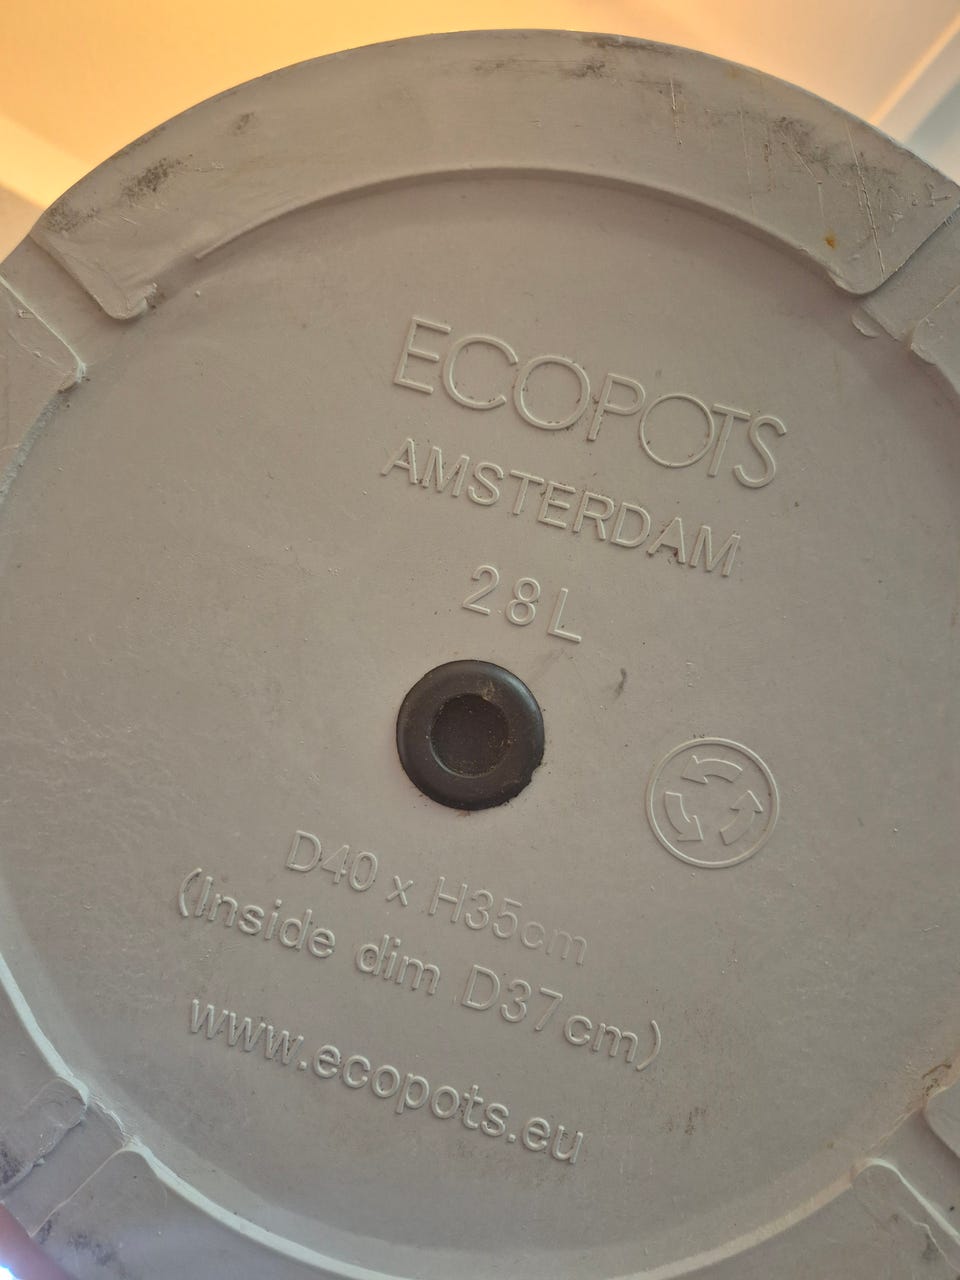 ECOPOTS
AMSTERDAM
28L
D40 x H35cm
(Inside dim D37cm)
www.ecopots.eu